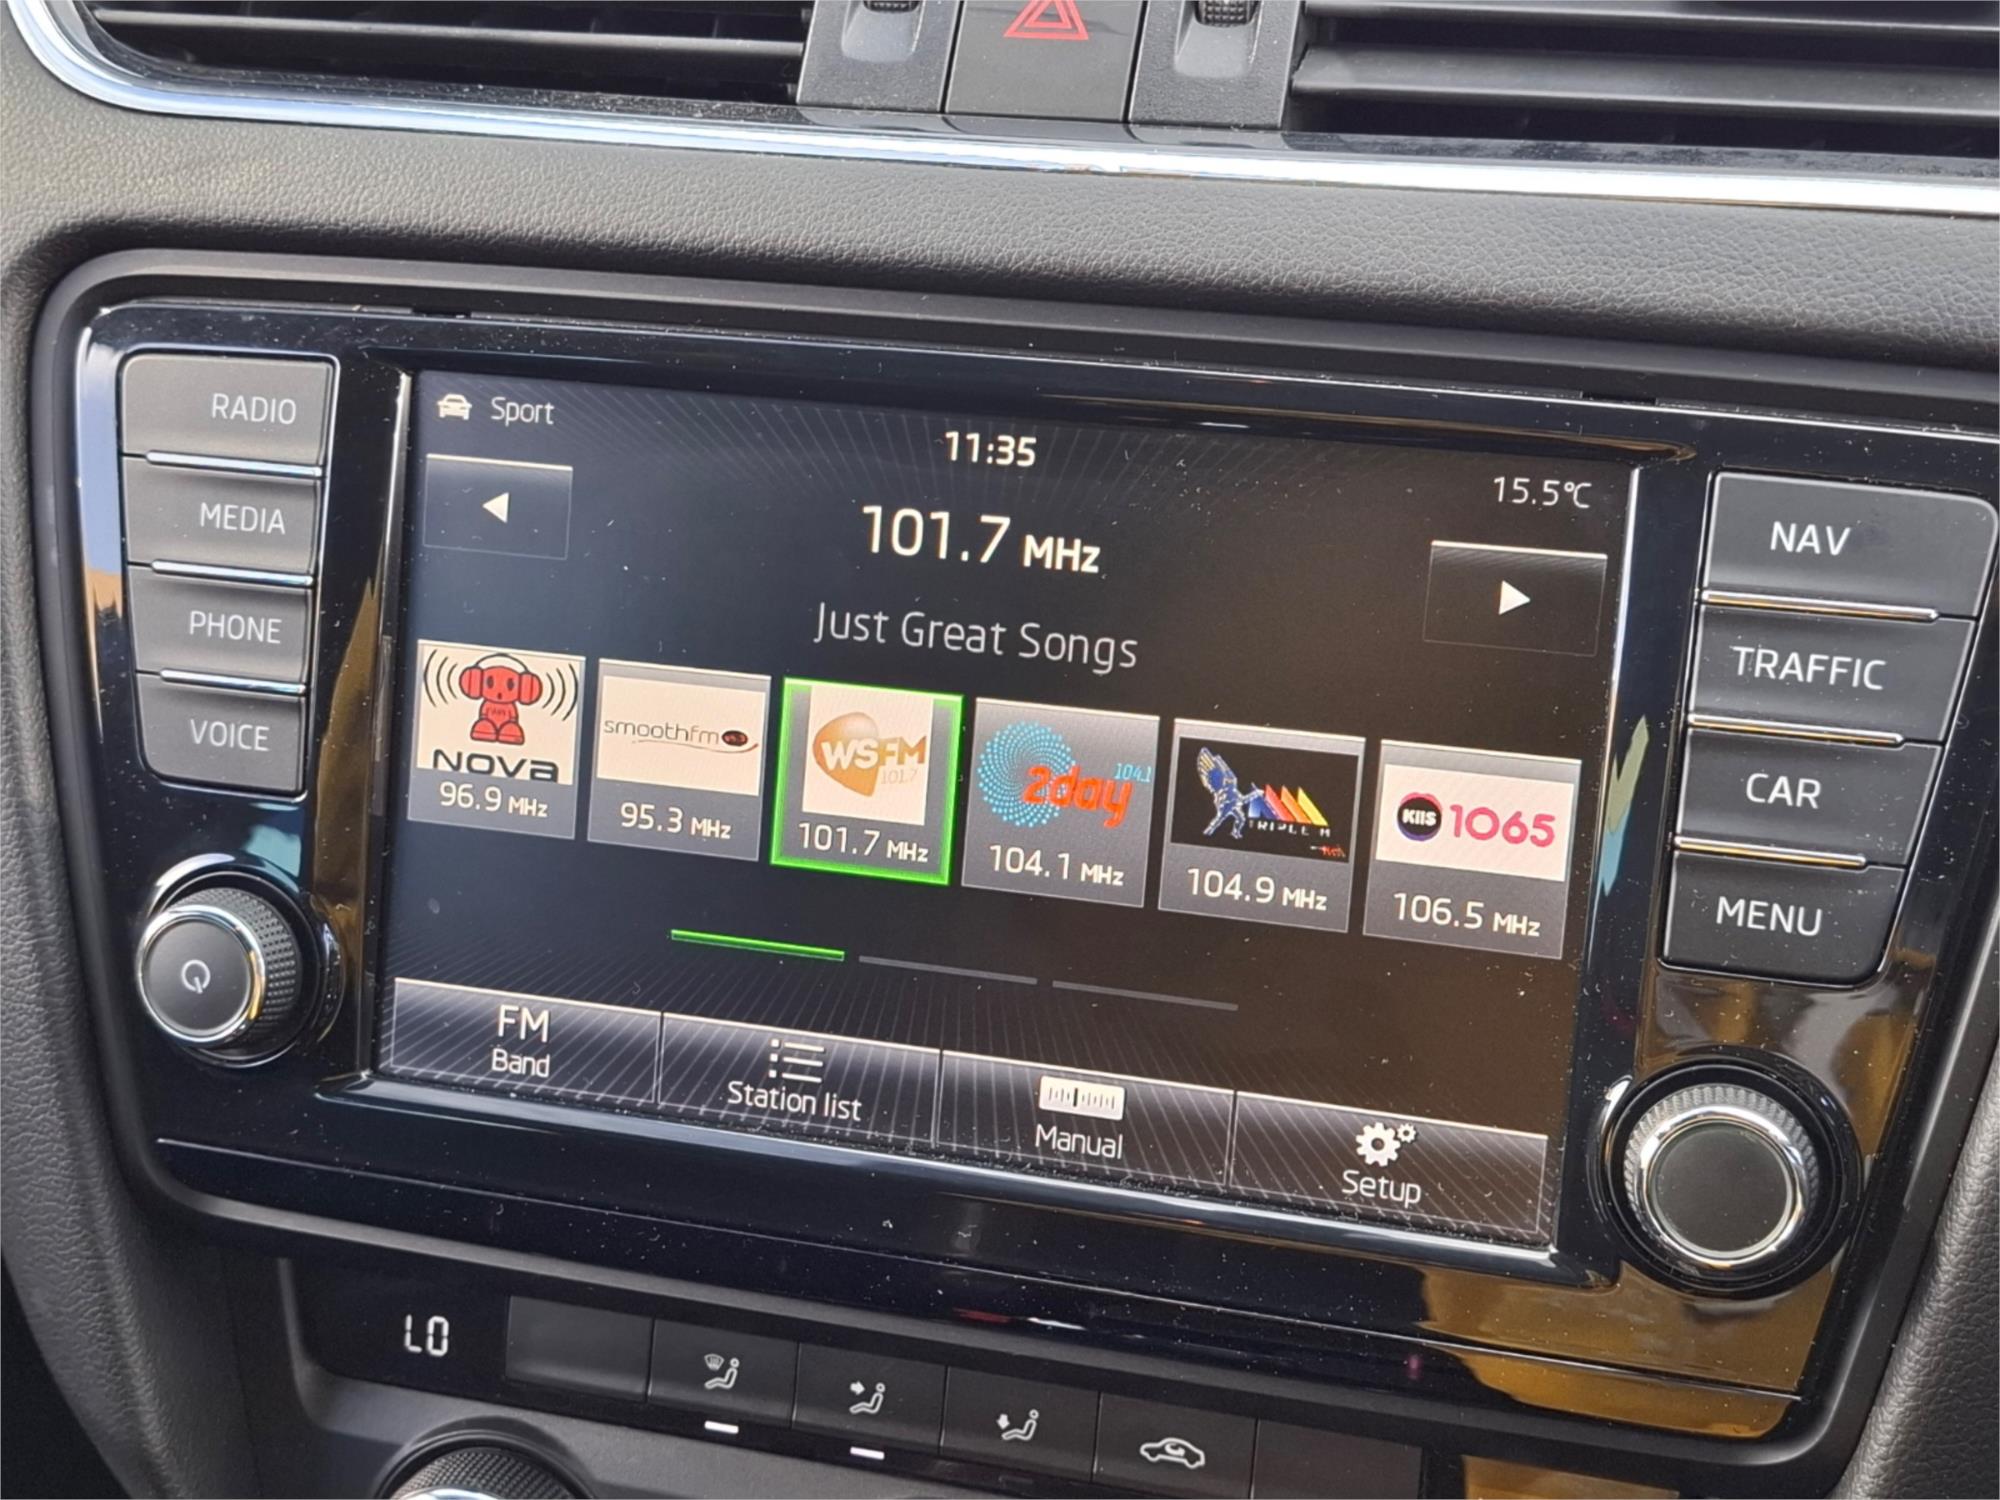 RADIO
MEDIA
PHONE
VOICE
Sport
11:35
15.5°C
101.7 MHz
Just Great Songs
NOVA
96.9 MHz
smoothfm 95.3
95.3 MHz
WSFM
101.7
101.7 MHz
2day 104.1
104.1 MHz
TRIPLE M
104.9 MHz
KIIS 1065
106.5 MHz
FM
Band
Station list
Manual
Setup
NAV
TRAFFIC
CAR
MENU
LO